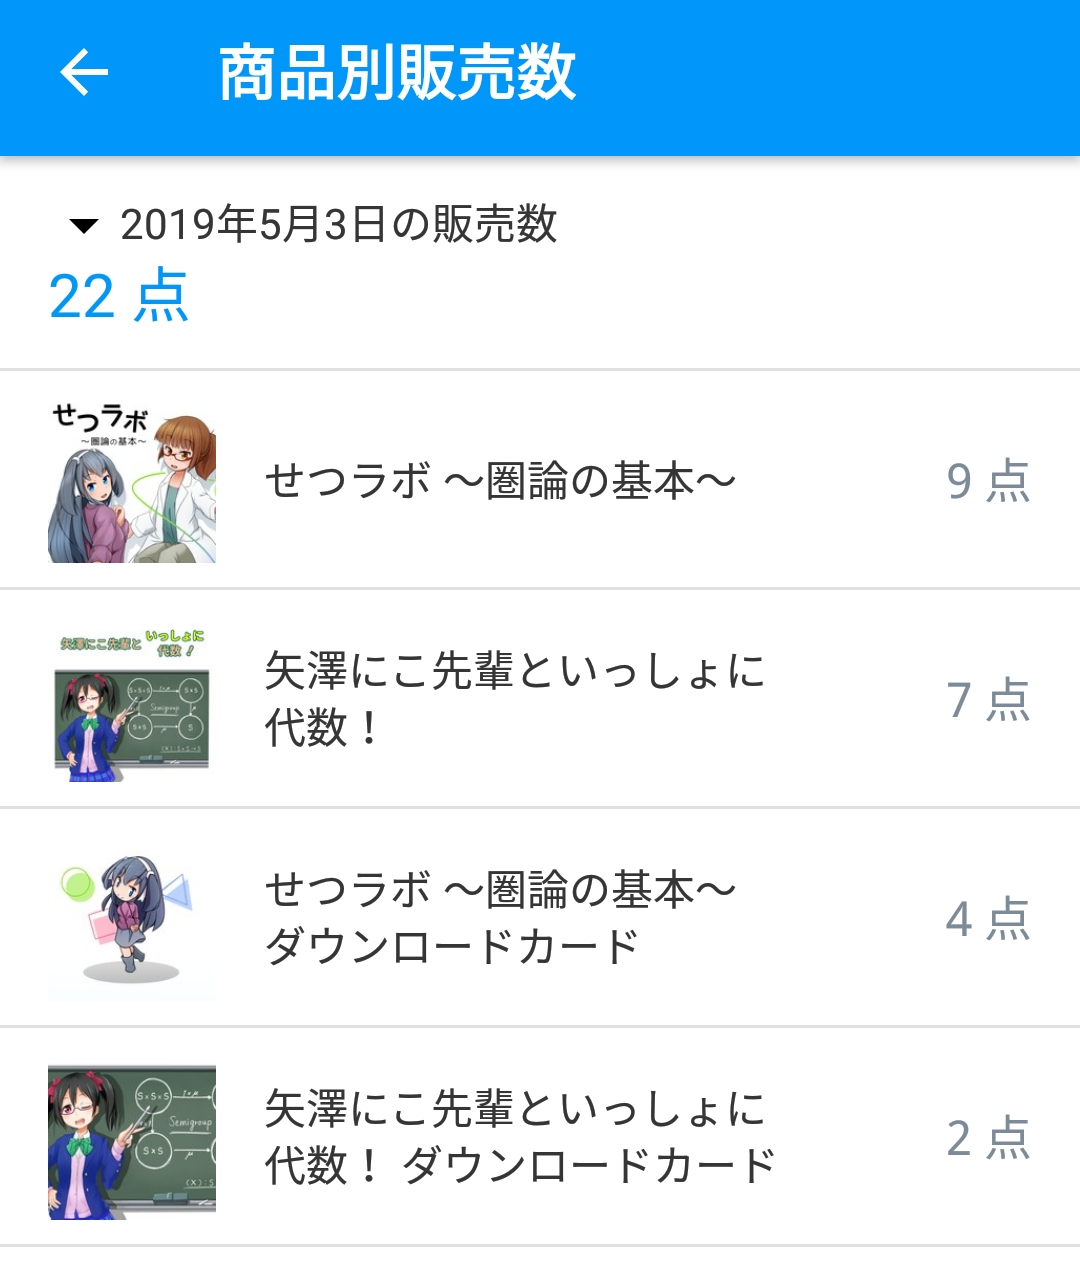 商品別販売数
2019年5月3日の販売数
22 点
せつラボ
〜圏論の基本〜
せつラボ 〜圏論の基本〜
9 点
矢澤にこ先輩と いっしょに
代数！
S×S×S
S×S
Semigroup
S×S
S
矢澤にこ先輩といっしょに
代数！
7 点
せつラボ 〜圏論の基本〜
ダウンロードカード
4 点
S×S×S
Semigroup
S×S
μ
矢澤にこ先輩といっしょに
代数！ ダウンロードカード
2 点